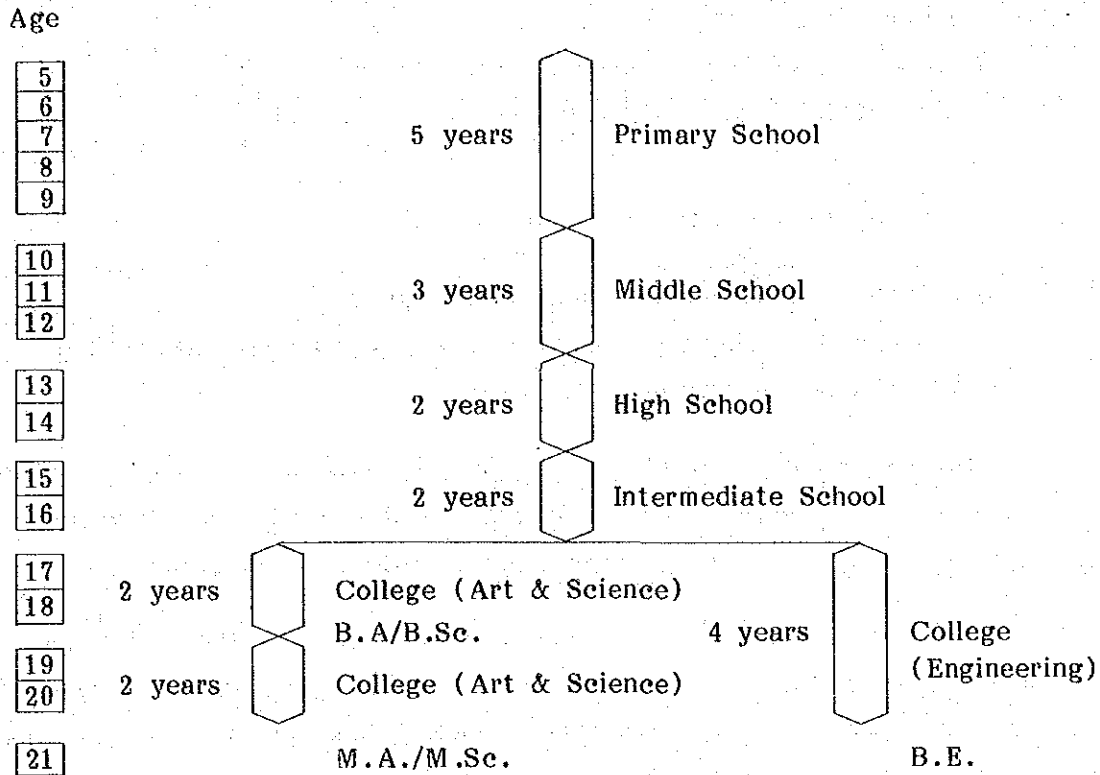 Age
5
6
7
8
9
5 years Primary School
10
11
12
3 years Middle School
13
14
2 years High School
15
16
2 years Intermediate School
17
18
2 years College (Art & Science)
B.A/B.Sc.
4 years College
(Engineering)
19
20
2 years College (Art & Science)
21
M.A./M.Sc. B.E.